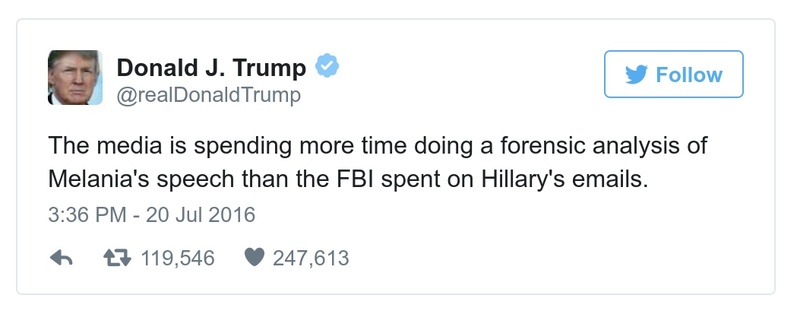 Donald J. Trump
@realDonaldTrump
Follow
The media is spending more time doing a forensic analysis of
Melania's speech than the FBI spent on Hillary's emails.
3:36 PM - 20 Jul 2016
119,546 247,613